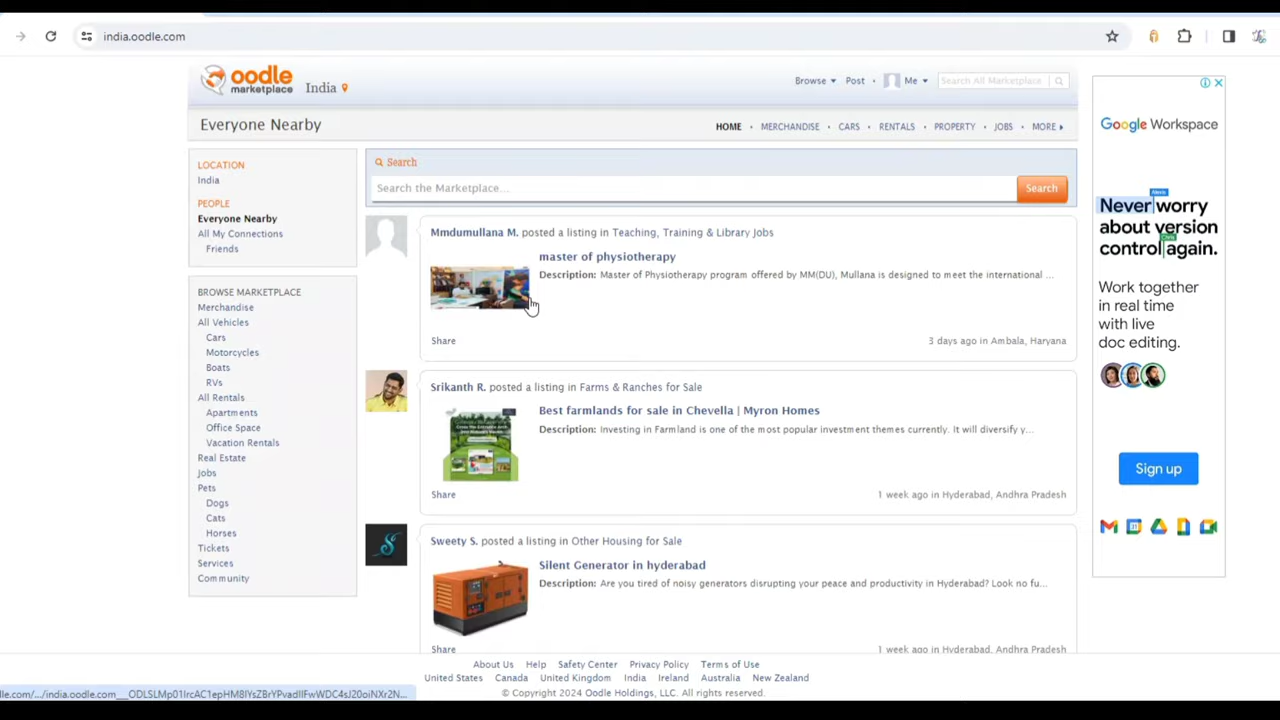 india.oodle.com
oodle
marketplace
India
Browse
Post
Me
Search All Marketplace
Everyone Nearby
HOME
MERCHANDISE
CARS
RENTALS
PROPERTY
JOBS
MORE
LOCATION
India
PEOPLE
Everyone Nearby
All My Connections
Friends
BROWSE MARKETPLACE
Merchandise
All Vehicles
Cars
Motorcycles
Boats
RVs
All Rentals
Apartments
Office Space
Vacation Rentals
Real Estate
Jobs
Pets
Dogs
Cats
Horses
Tickets
Services
Community
Search
Search the Marketplace...
Search
Mmdumullana M. posted a listing in Teaching, Training & Library Jobs
master of physiotherapy
Description: Master of Physiotherapy program offered by MM(DU), Mullana is designed to meet the international ...
Share
3 days ago in Ambala, Haryana
Srikanth R. posted a listing in Farms & Ranches for Sale
Best farmlands for sale in Chevella | Myron Homes
Description: Investing in Farmland is one of the most popular investment themes currently. It will diversify y...
Share
1 week ago in Hyderabad, Andhra Pradesh
Sweety S. posted a listing in Other Housing for Sale
Silent Generator in hyderabad
Description: Are you tired of noisy generators disrupting your peace and productivity in Hyderabad? Look no fu...
Share
1 week ago in Hyderabad, Andhra Pradesh
Google Workspace
Never worry
about version
control again.
Work together
in real time
with live
doc editing.
Sign up
About Us
Help
Safety Center
Privacy Policy
Terms of Use
United States
Canada
United Kingdom
India
Ireland
Australia
New Zealand
© Copyright 2024 Oodle Holdings, LLC. All rights reserved.